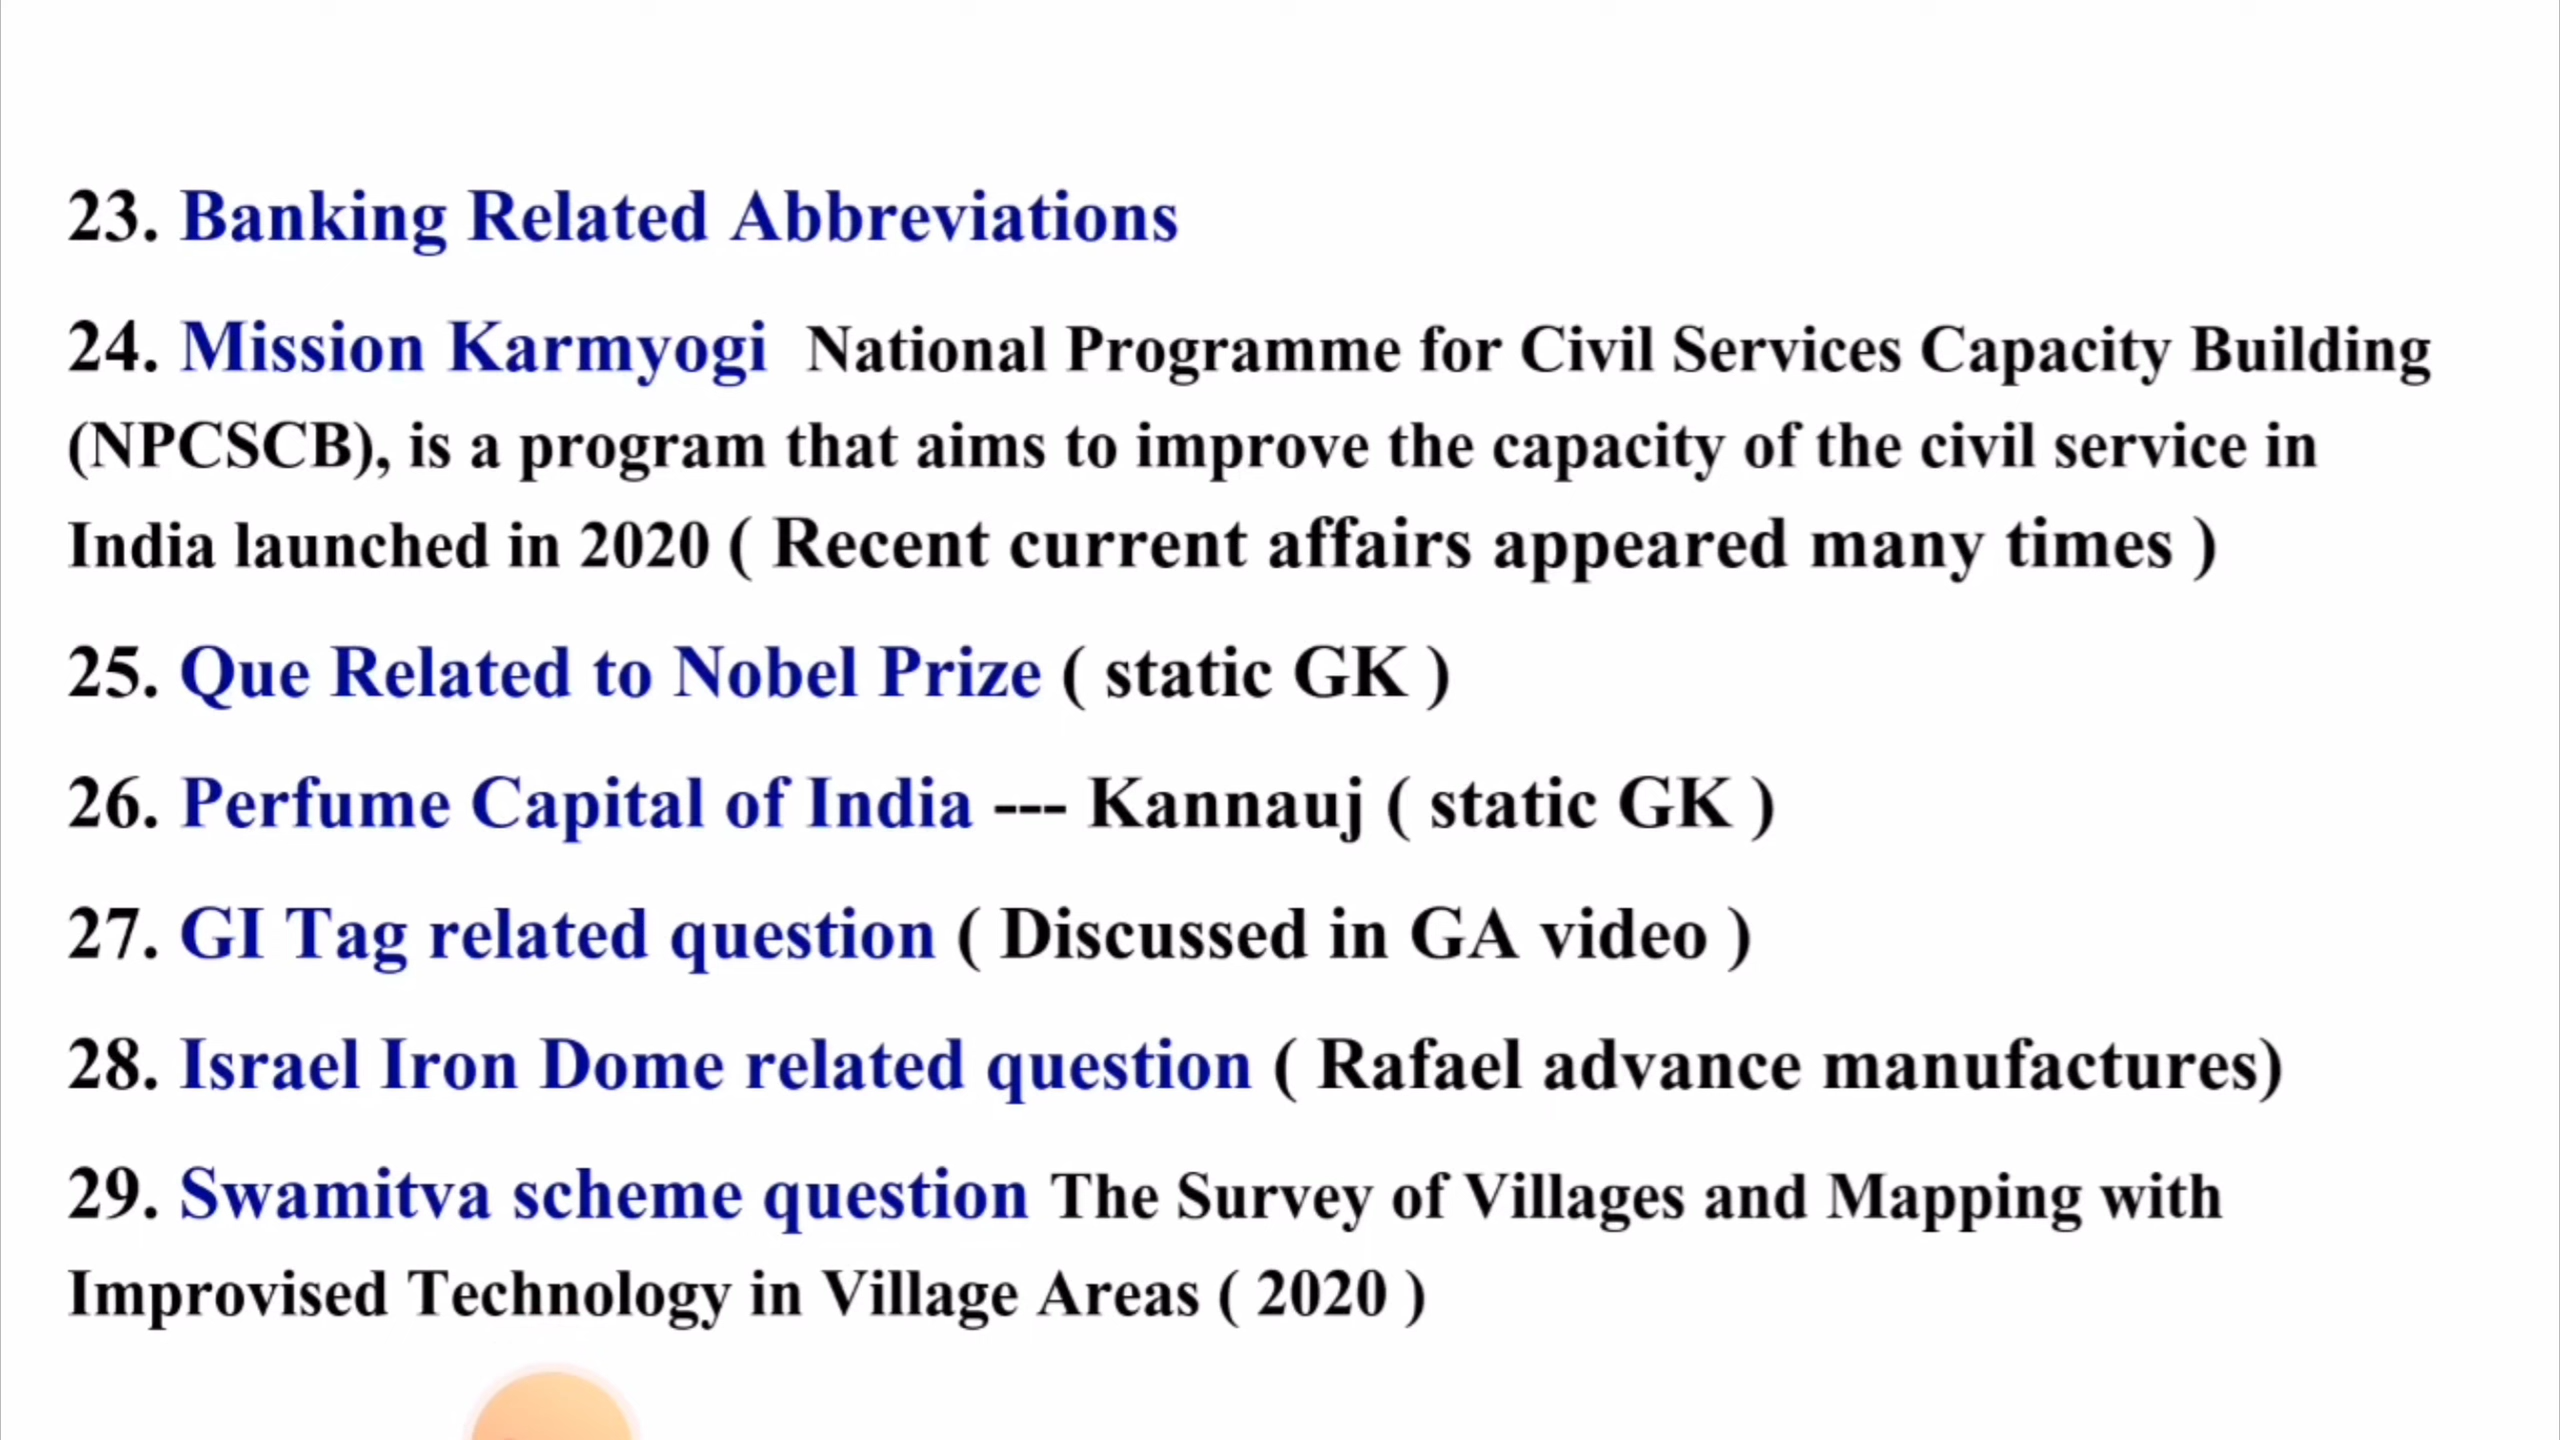 23. Banking Related Abbreviations
24. Mission Karmyogi National Programme for Civil Services Capacity Building
(NPCSCB), is a program that aims to improve the capacity of the civil service in
India launched in 2020 ( Recent current affairs appeared many times )
25. Que Related to Nobel Prize ( static GK )
26. Perfume Capital of India --- Kannauj ( static GK )
27. GI Tag related question ( Discussed in GA video )
28. Israel Iron Dome related question ( Rafael advance manufactures)
29. Swamitva scheme question The Survey of Villages and Mapping with
Improvised Technology in Village Areas ( 2020 )